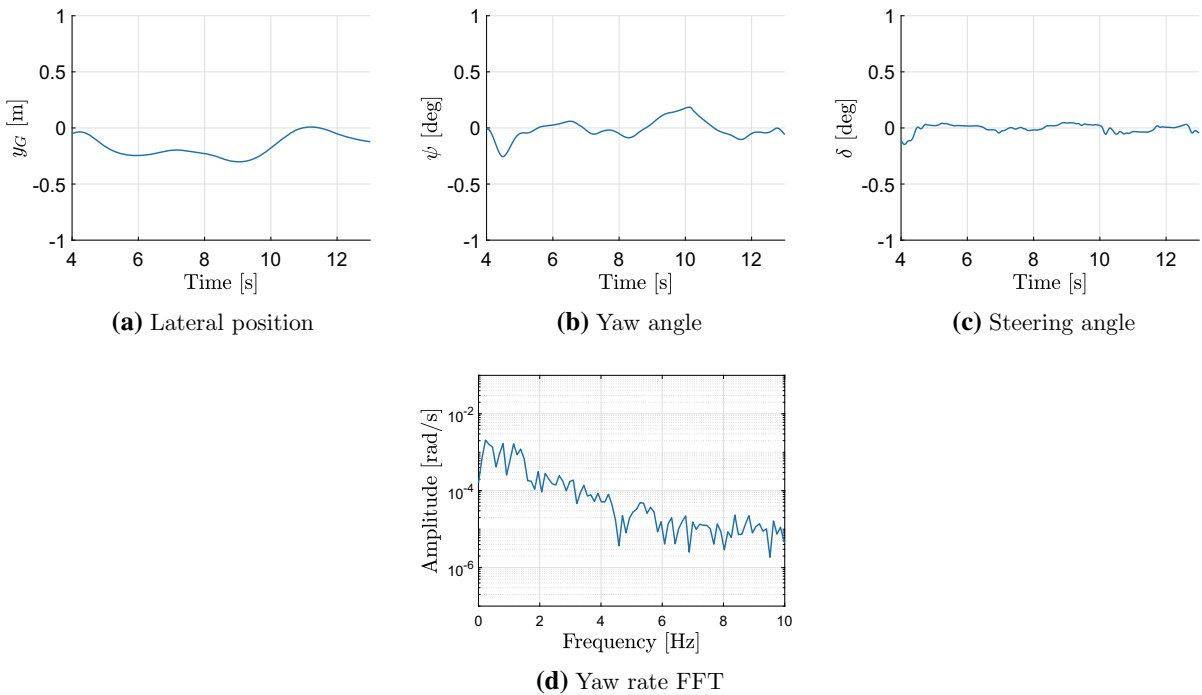 1
0.5
0
-0.5
-1
y_G [m]
4 6 8 10 12
Time [s]
(a) Lateral position
1
0.5
0
-0.5
-1
ψ [deg]
4 6 8 10 12
Time [s]
(b) Yaw angle
1
0.5
0
-0.5
-1
δ [deg]
4 6 8 10 12
Time [s]
(c) Steering angle
10^-2
10^-4
10^-6
Amplitude [rad/s]
0 2 4 6 8 10
Frequency [Hz]
(d) Yaw rate FFT